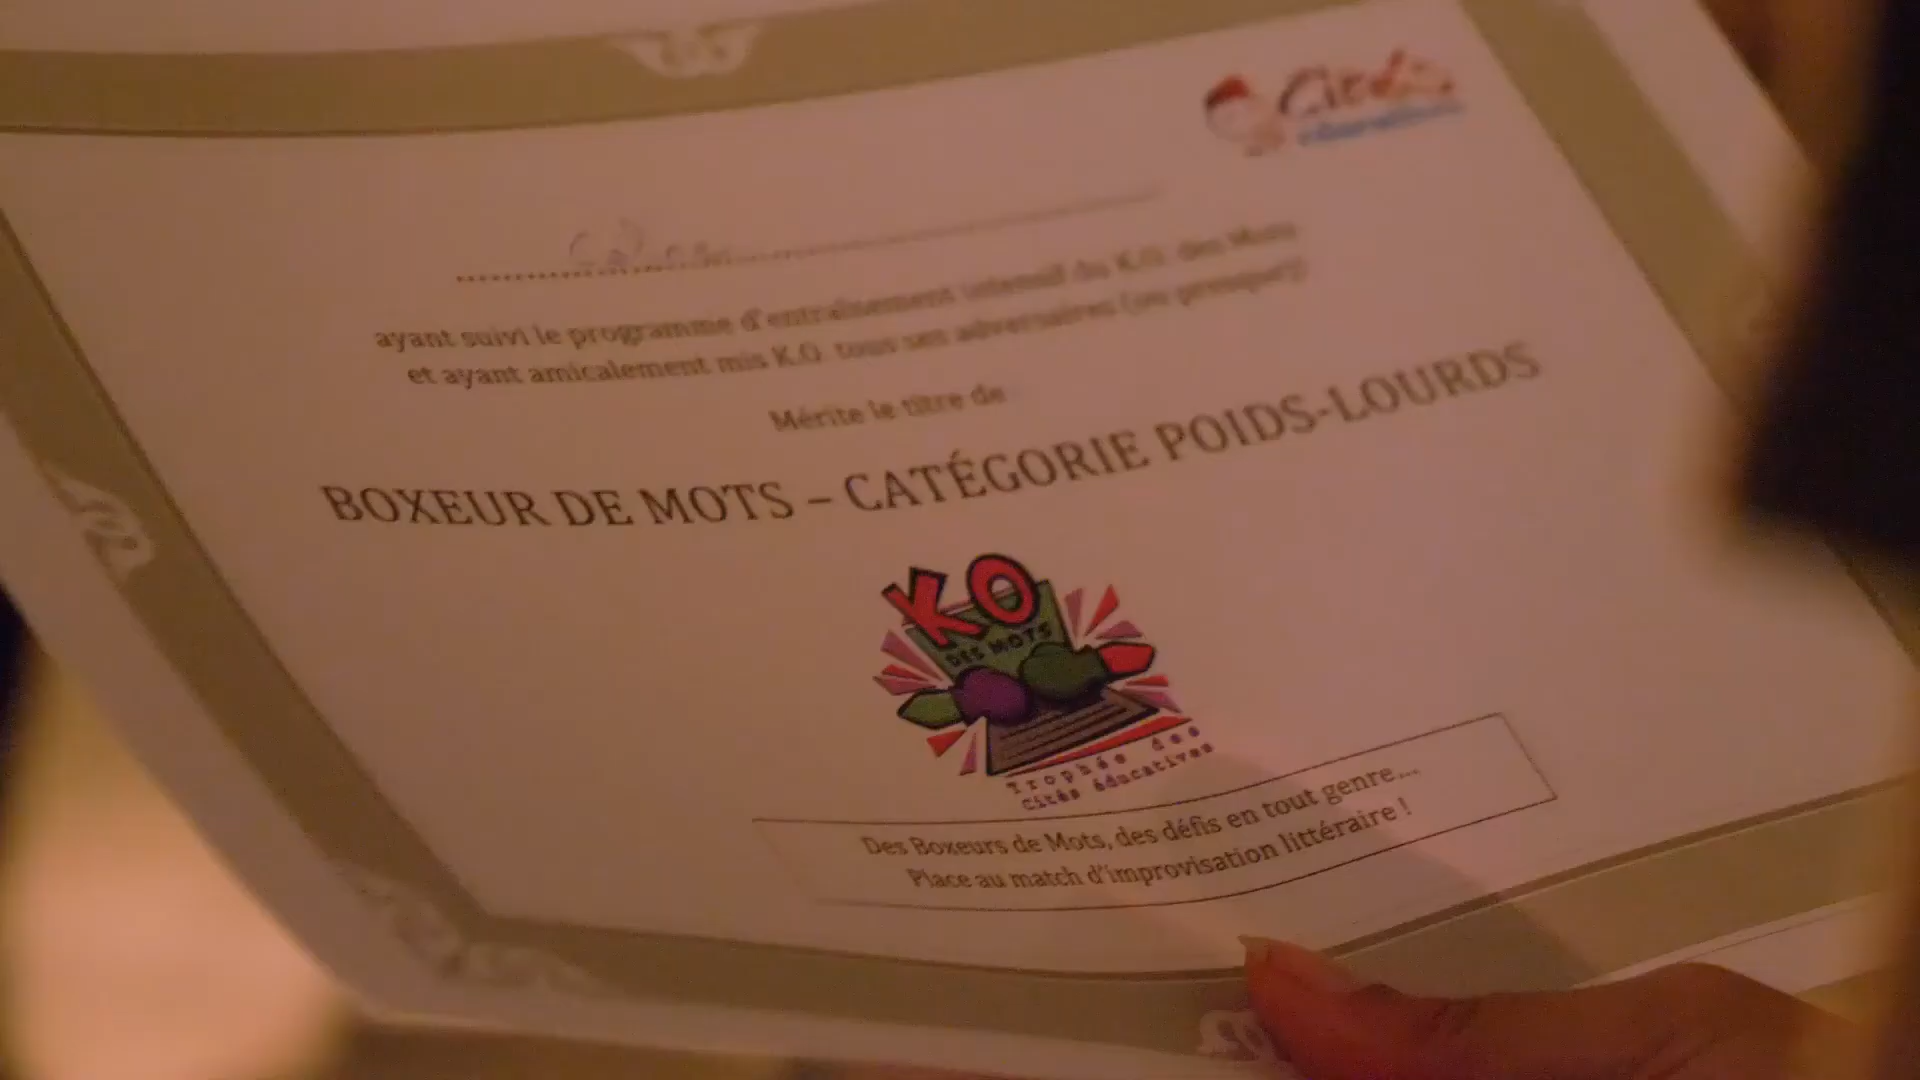 Cités
ayant suivi le programme d'entraînement intensif du K.O. des Mots
et ayant amicalement mis K.O. tous ses adversaires (ou presque)!
Mérite le titre de
BOXEUR DE MOTS – CATÉGORIE POIDS-LOURDS
KO
DES MOTS
Trophée des
Cités éducatives
Des Boxeurs de Mots, des défis en tout genre...
Place au match d'improvisation littéraire !